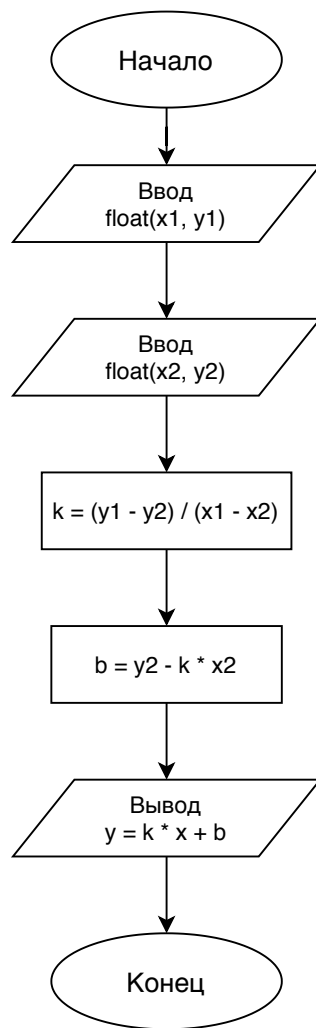 Начало
Ввод
float(x1, y1)
Ввод
float(x2, y2)
k = (y1 - y2) / (x1 - x2)
b = y2 - k * x2
Вывод
y = k * x + b
Конец